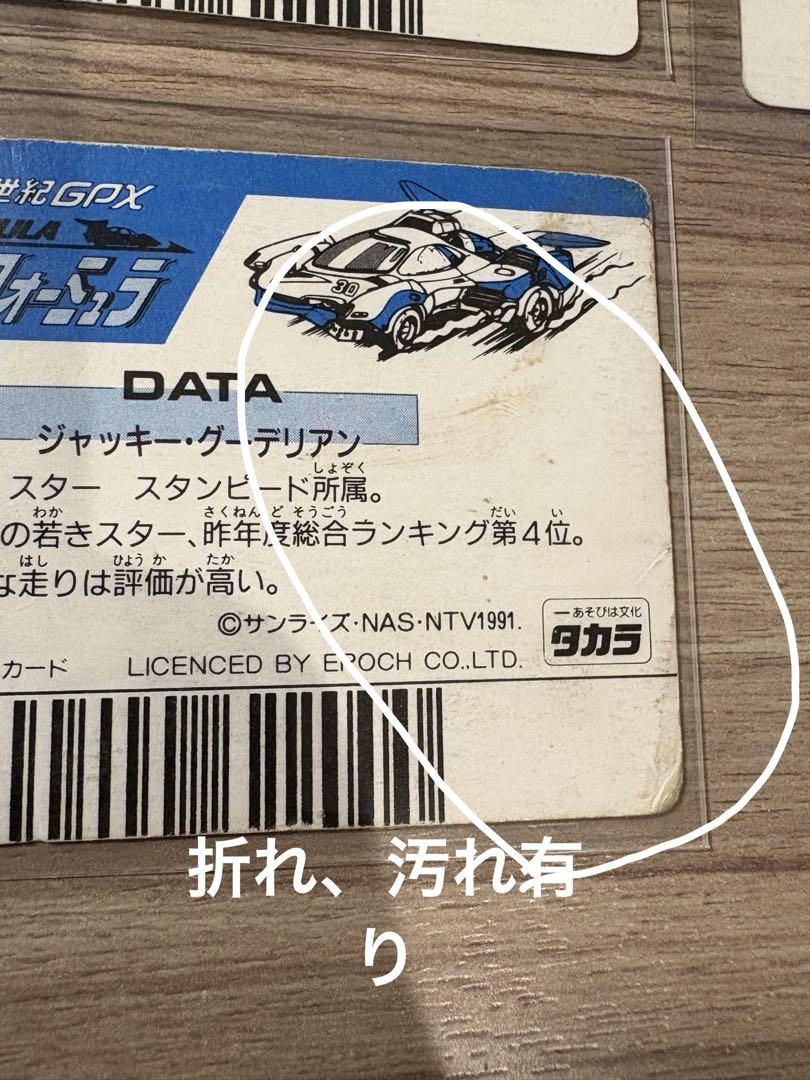 世紀GPX
ULA
フォーミュラ
30
DATA
ジャッキー・グーデリアン
しょぞく
スター　スタンピード所属。
わか　さくねんど そうごう　だい　い
の若きスター、昨年度総合ランキング第4位。
はし　ひょうか　たか
な走りは評価が高い。
©サンライズ・NAS・NTV1991.
あそびは文化
タカラ
カード　LICENCED BY EPOCH CO.,LTD.
折れ、汚れ有
り